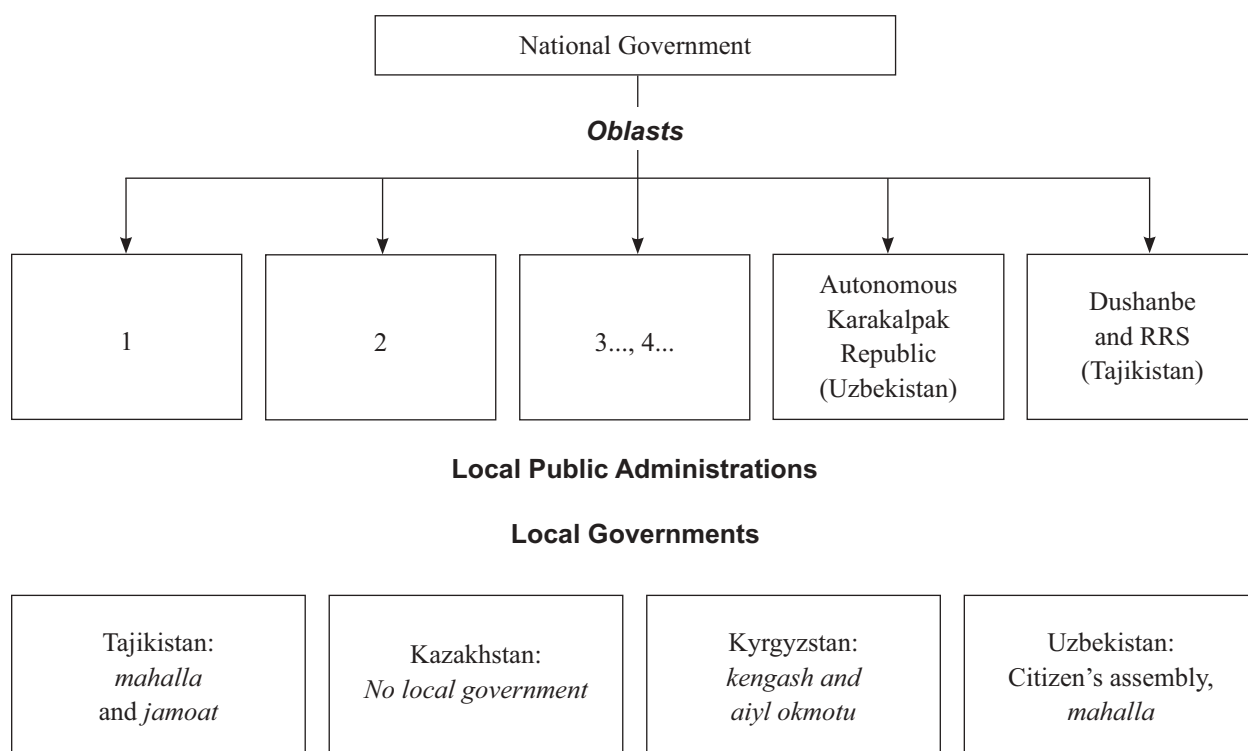 National Government
Oblasts
1
2
3..., 4...
Autonomous
Karakalpak
Republic
(Uzbekistan)
Dushanbe
and RRS
(Tajikistan)
Local Public Administrations
Local Governments
Tajikistan:
mahalla
and jamoat
Kazakhstan:
No local government
Kyrgyzstan:
kengash and
aiyl okmotu
Uzbekistan:
Citizen’s assembly,
mahalla